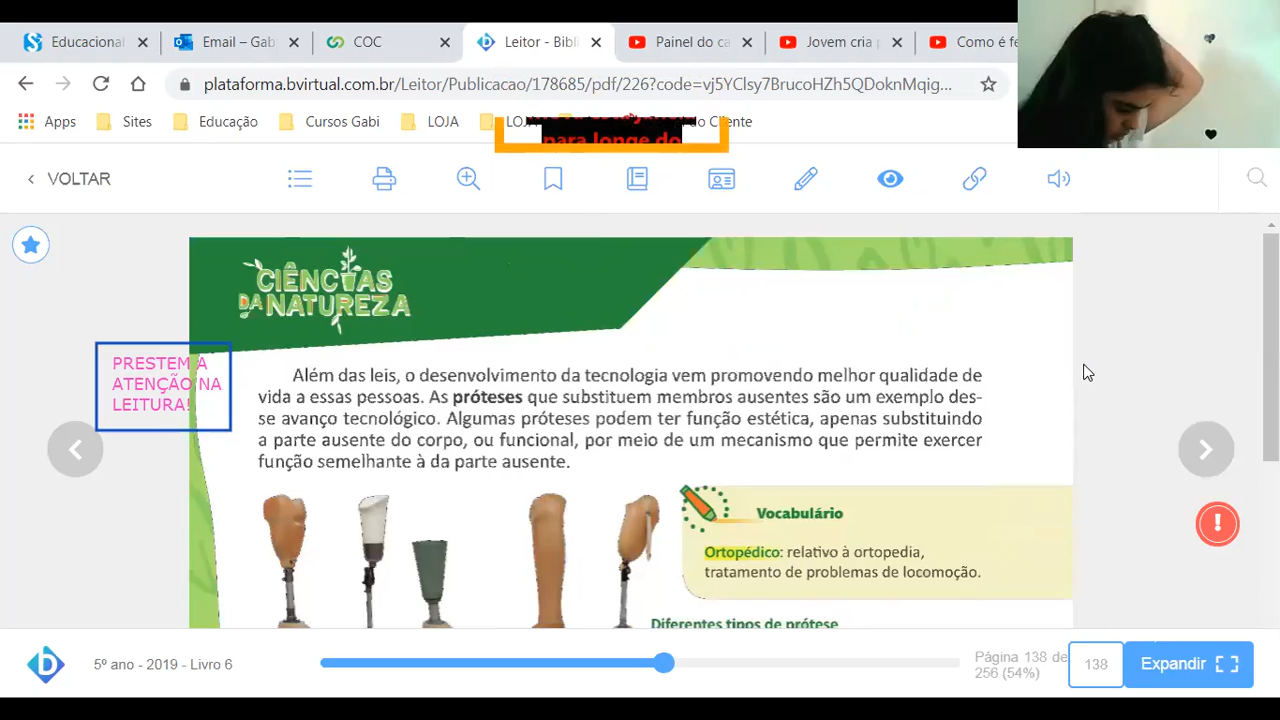 Educacional
Email – Gab
COC
Leitor - Bibli
Painel do ca
Jovem cria
Como é fe
plataforma.bvirtual.com.br/Leitor/Publicacao/178685/pdf/226?code=vj5YClsy7BrucoHZh5QDoknMqig...
Apps
Sites
Educação
Cursos Gabi
LOJA
do Cliente
para longe do
VOLTAR
CIÊNCIAS
DA NATUREZA
PRESTEM A
ATENÇÃO NA
LEITURA!
Além das leis, o desenvolvimento da tecnologia vem promovendo melhor qualidade de
vida a essas pessoas. As próteses que substituem membros ausentes são um exemplo des-
se avanço tecnológico. Algumas próteses podem ter função estética, apenas substituindo
a parte ausente do corpo, ou funcional, por meio de um mecanismo que permite exercer
função semelhante à da parte ausente.
Vocabulário
Ortopédico: relativo à ortopedia,
tratamento de problemas de locomoção.
Diferentes tipos de prótese
5º ano - 2019 - Livro 6
Página 138 de
256 (54%)
138
Expandir